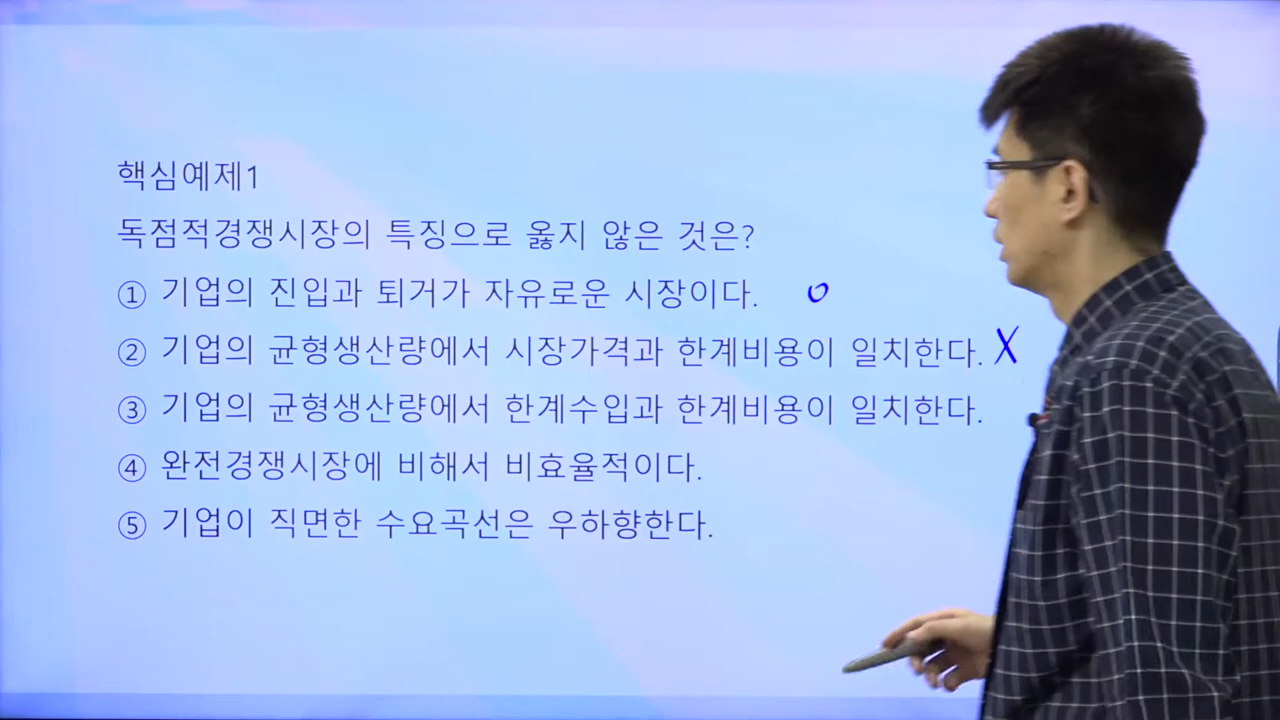 핵심예제1
독점적경쟁시장의 특징으로 옳지 않은 것은?
① 기업의 진입과 퇴거가 자유로운 시장이다. o
② 기업의 균형생산량에서 시장가격과 한계비용이 일치한다. X
③ 기업의 균형생산량에서 한계수입과 한계비용이 일치한다.
④ 완전경쟁시장에 비해서 비효율적이다.
⑤ 기업이 직면한 수요곡선은 우하향한다.